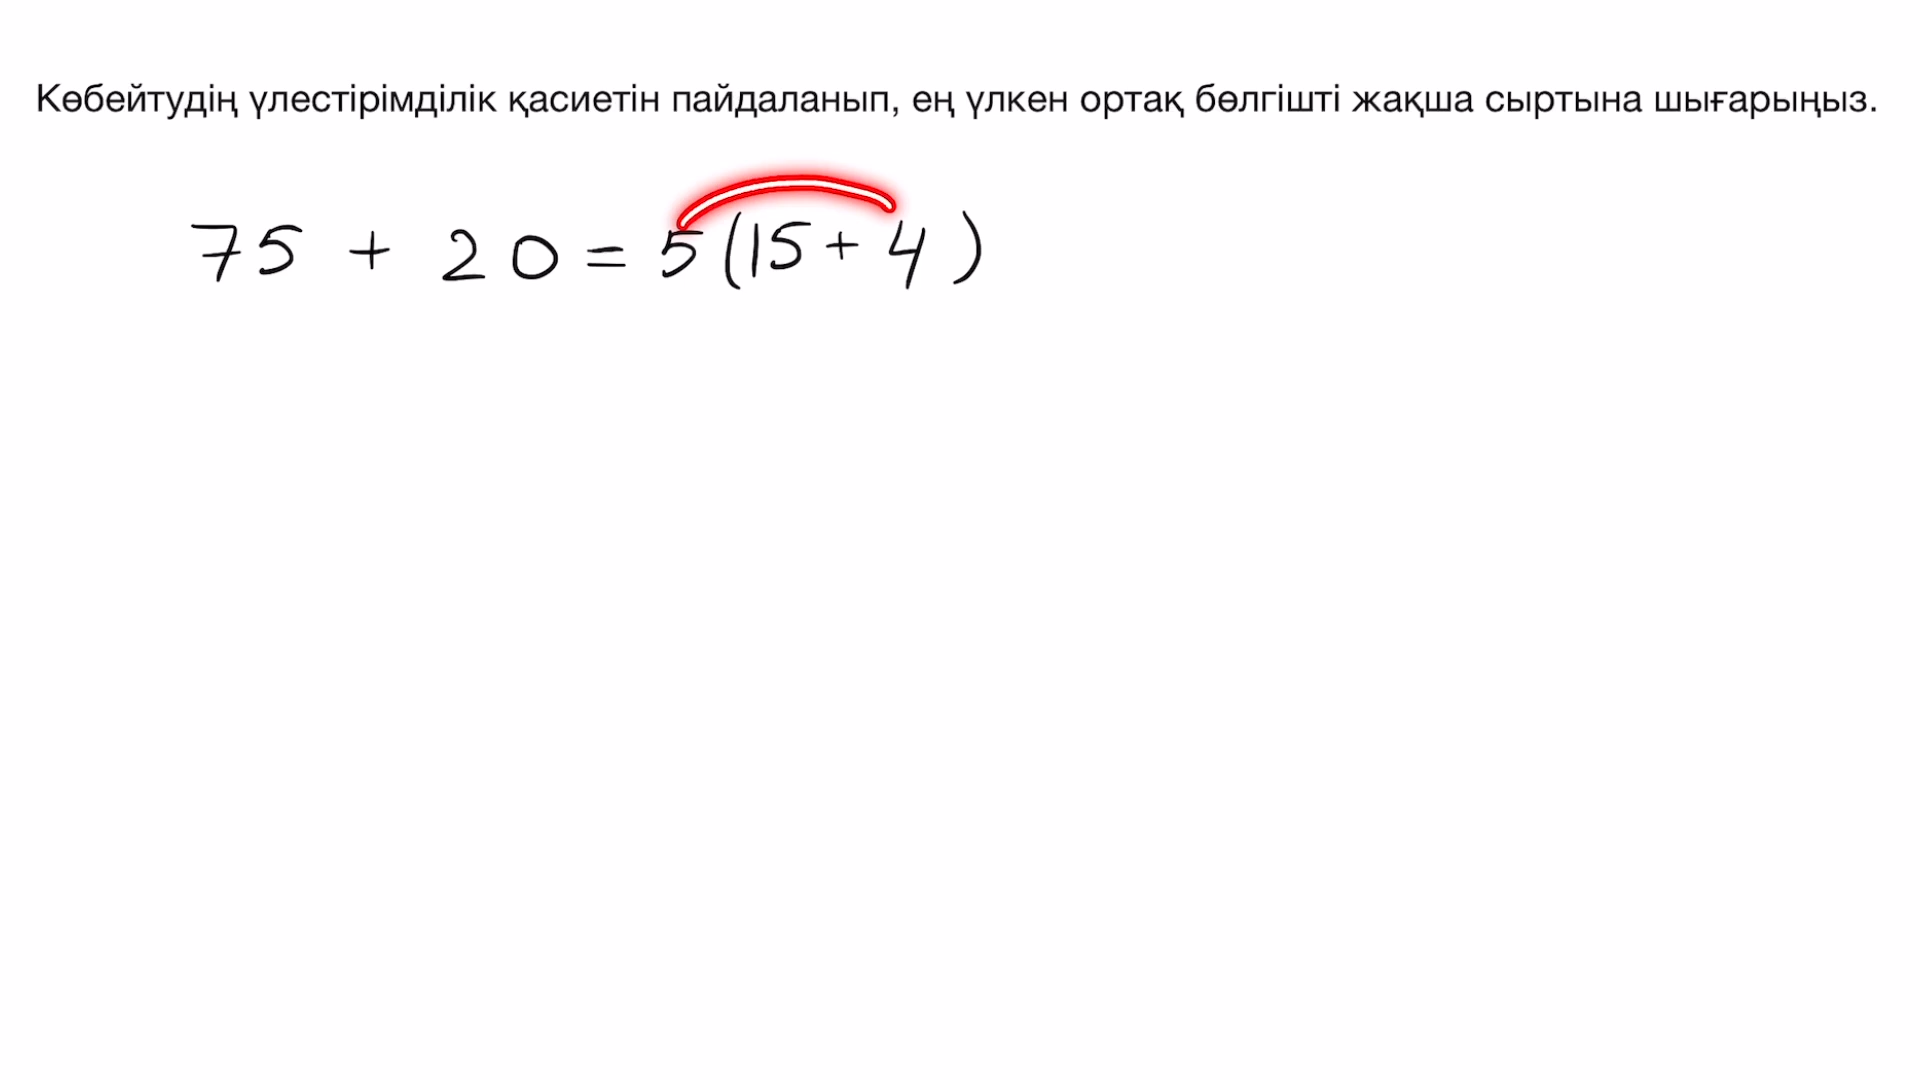 Көбейтудің үлестірімділік қасиетін пайдаланып, ең үлкен ортақ бөлгішті жақша сыртына шығарыңыз.
75 + 20 = 5(15 + 4)